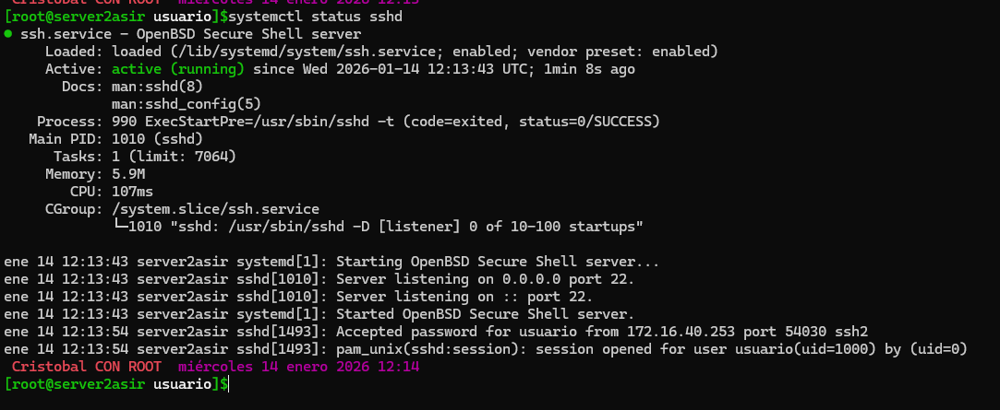 Cristobal CON ROOT miércoles 14 enero 2026 12:13
[root@server2asir usuario]$systemctl status sshd
● ssh.service - OpenBSD Secure Shell server
Loaded: loaded (/lib/systemd/system/ssh.service; enabled; vendor preset: enabled)
Active: active (running) since Wed 2026-01-14 12:13:43 UTC; 1min 8s ago
Docs: man:sshd(8)
man:sshd_config(5)
Process: 990 ExecStartPre=/usr/sbin/sshd -t (code=exited, status=0/SUCCESS)
Main PID: 1010 (sshd)
Tasks: 1 (limit: 7064)
Memory: 5.9M
CPU: 107ms
CGroup: /system.slice/ssh.service
└─1010 "sshd: /usr/sbin/sshd -D [listener] 0 of 10-100 startups"
ene 14 12:13:43 server2asir systemd[1]: Starting OpenBSD Secure Shell server...
ene 14 12:13:43 server2asir sshd[1010]: Server listening on 0.0.0.0 port 22.
ene 14 12:13:43 server2asir sshd[1010]: Server listening on :: port 22.
ene 14 12:13:43 server2asir systemd[1]: Started OpenBSD Secure Shell server.
ene 14 12:13:54 server2asir sshd[1493]: Accepted password for usuario from 172.16.40.253 port 54030 ssh2
ene 14 12:13:54 server2asir sshd[1493]: pam_unix(sshd:session): session opened for user usuario(uid=1000) by (uid=0)
Cristobal CON ROOT miércoles 14 enero 2026 12:14
[root@server2asir usuario]$